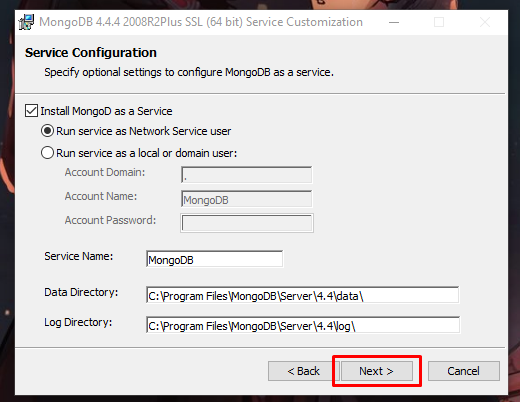 MongoDB 4.4.4 2008R2Plus SSL (64 bit) Service Customization
Service Configuration
Specify optional settings to configure MongoDB as a service.
Install MongoD as a Service
Run service as Network Service user
Run service as a local or domain user:
Account Domain: .
Account Name: MongoDB
Account Password:
Service Name: MongoDB
Data Directory: C:\Program Files\MongoDB\Server\4.4\data\
Log Directory: C:\Program Files\MongoDB\Server\4.4\log\
< Back Next > Cancel